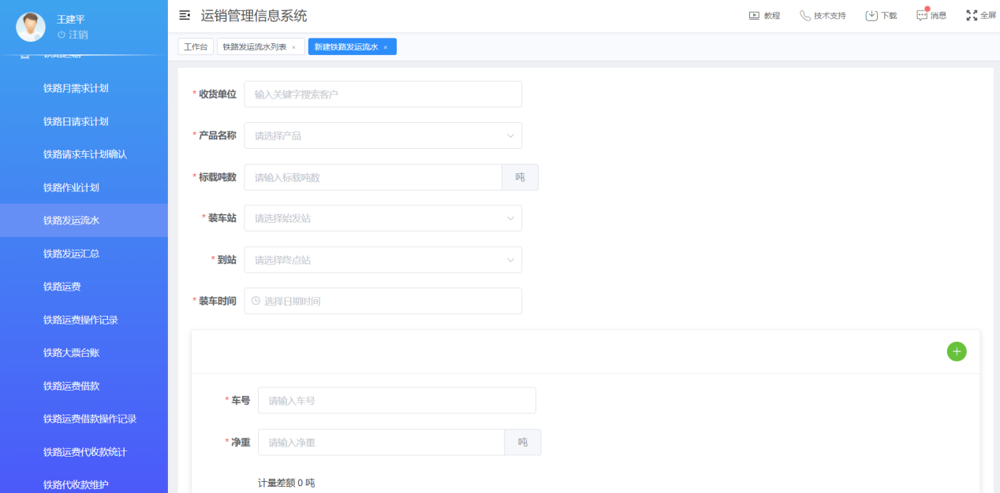 王建平
注销
铁路运输
铁路月需求计划
铁路日请求计划
铁路请求车计划确认
铁路作业计划
铁路发运流水
铁路发运汇总
铁路运费
铁路运费操作记录
铁路大票台账
铁路运费借款
铁路运费借款操作记录
铁路运费代收款统计
铁路代收款维护
运销管理信息系统
教程 技术支持 下载 消息 全屏
工作台 铁路发运流水列表 × 新建铁路发运流水 ×
* 收货单位 输入关键字搜索客户
* 产品名称 请选择产品
* 标载吨数 请输入标载吨数 吨
* 装车站 请选择始发站
* 到站 请选择终点站
* 装车时间 选择日期时间
* 车号 请输入车号
* 净重 请输入净重 吨
计量差额 0 吨